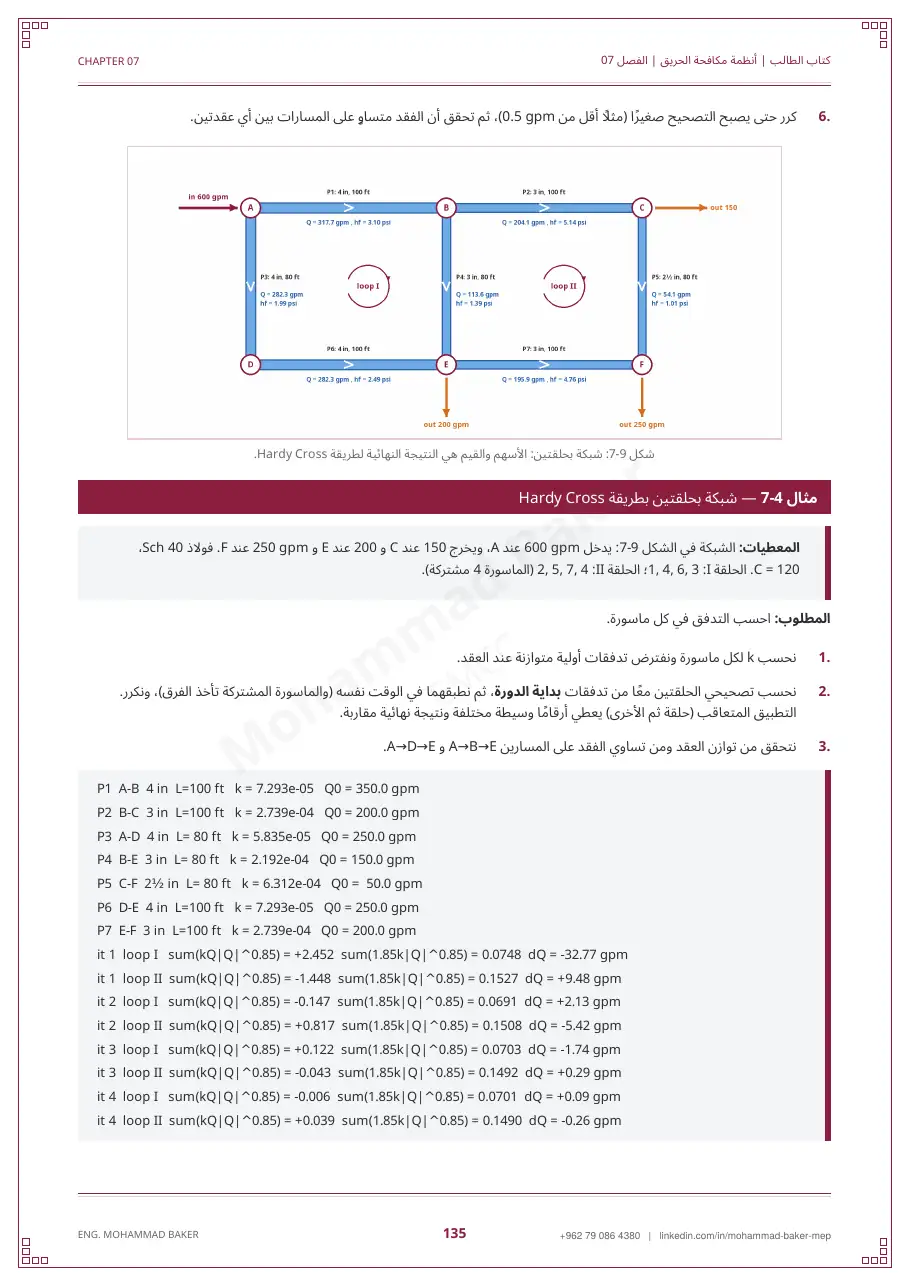 CHAPTER 07
كتاب الطالب | أنظمة مكافحة الحريق | الفصل 07
6. كرر حتى يصبح التصحيح صغيرًا (مثلًا أقل من 0.5 gpm)، ثم تحقق أن الفقد متساوٍ على المسارات بين أي عقدتين.
in 600 gpm
A
P1: 4 in, 100 ft
Q = 317.7 gpm , hf = 3.10 psi
B
P2: 3 in, 100 ft
Q = 204.1 gpm , hf = 5.14 psi
C
out 150
P3: 4 in, 80 ft
Q = 282.3 gpm
hf = 1.99 psi
loop I
P4: 3 in, 80 ft
Q = 113.6 gpm
hf = 1.39 psi
loop II
P5: 2½ in, 80 ft
Q = 54.1 gpm
hf = 1.01 psi
D
P6: 4 in, 100 ft
Q = 282.3 gpm , hf = 2.49 psi
E
P7: 3 in, 100 ft
Q = 195.9 gpm , hf = 4.76 psi
F
out 200 gpm
out 250 gpm
شكل 9-7: شبكة بحلقتين: الأسهم والقيم هي النتيجة النهائية لطريقة Hardy Cross.
مثال 4-7 — شبكة بحلقتين بطريقة Hardy Cross
المعطيات: الشبكة في الشكل 9-7: يدخل 600 gpm عند A، ويخرج 150 عند C و 200 عند E و 250 gpm عند F. فولاذ Sch 40،
C = 120. الحلقة I: 1, 4, 6, 3؛ الحلقة II: 2, 5, 7, 4 (الماسورة 4 مشتركة).
المطلوب: احسب التدفق في كل ماسورة.
1. نحسب k لكل ماسورة ونفترض تدفقات أولية متوازنة عند العقد.
2. نحسب تصحيحي الحلقتين معًا من تدفقات بداية الدورة، ثم نطبقهما في الوقت نفسه (والماسورة المشتركة تأخذ الفرق)، ونكرر.
التطبيق المتعاقب (حلقة ثم الأخرى) يعطي أرقامًا وسيطة مختلفة ونتيجة نهائية مقاربة.
3. نتحقق من توازن العقد ومن تساوي الفقد على المسارين A→B→E و A→D→E.
P1 A-B 4 in L=100 ft k = 7.293e-05 Q0 = 350.0 gpm
P2 B-C 3 in L=100 ft k = 2.739e-04 Q0 = 200.0 gpm
P3 A-D 4 in L= 80 ft k = 5.835e-05 Q0 = 250.0 gpm
P4 B-E 3 in L= 80 ft k = 2.192e-04 Q0 = 150.0 gpm
P5 C-F 2½ in L= 80 ft k = 6.312e-04 Q0 = 50.0 gpm
P6 D-E 4 in L=100 ft k = 7.293e-05 Q0 = 250.0 gpm
P7 E-F 3 in L=100 ft k = 2.739e-04 Q0 = 200.0 gpm
it 1 loop I sum(kQ|Q|^0.85) = +2.452 sum(1.85k|Q|^0.85) = 0.0748 dQ = -32.77 gpm
it 1 loop II sum(kQ|Q|^0.85) = -1.448 sum(1.85k|Q|^0.85) = 0.1527 dQ = +9.48 gpm
it 2 loop I sum(kQ|Q|^0.85) = -0.147 sum(1.85k|Q|^0.85) = 0.0691 dQ = +2.13 gpm
it 2 loop II sum(kQ|Q|^0.85) = +0.817 sum(1.85k|Q|^0.85) = 0.1508 dQ = -5.42 gpm
it 3 loop I sum(kQ|Q|^0.85) = +0.122 sum(1.85k|Q|^0.85) = 0.0703 dQ = -1.74 gpm
it 3 loop II sum(kQ|Q|^0.85) = -0.043 sum(1.85k|Q|^0.85) = 0.1492 dQ = +0.29 gpm
it 4 loop I sum(kQ|Q|^0.85) = -0.006 sum(1.85k|Q|^0.85) = 0.0701 dQ = +0.09 gpm
it 4 loop II sum(kQ|Q|^0.85) = +0.039 sum(1.85k|Q|^0.85) = 0.1490 dQ = -0.26 gpm
Mohammad Baker
ENG. MOHAMMAD BAKER
135
+962 79 086 4380 | linkedin.com/in/mohammad-baker-mep